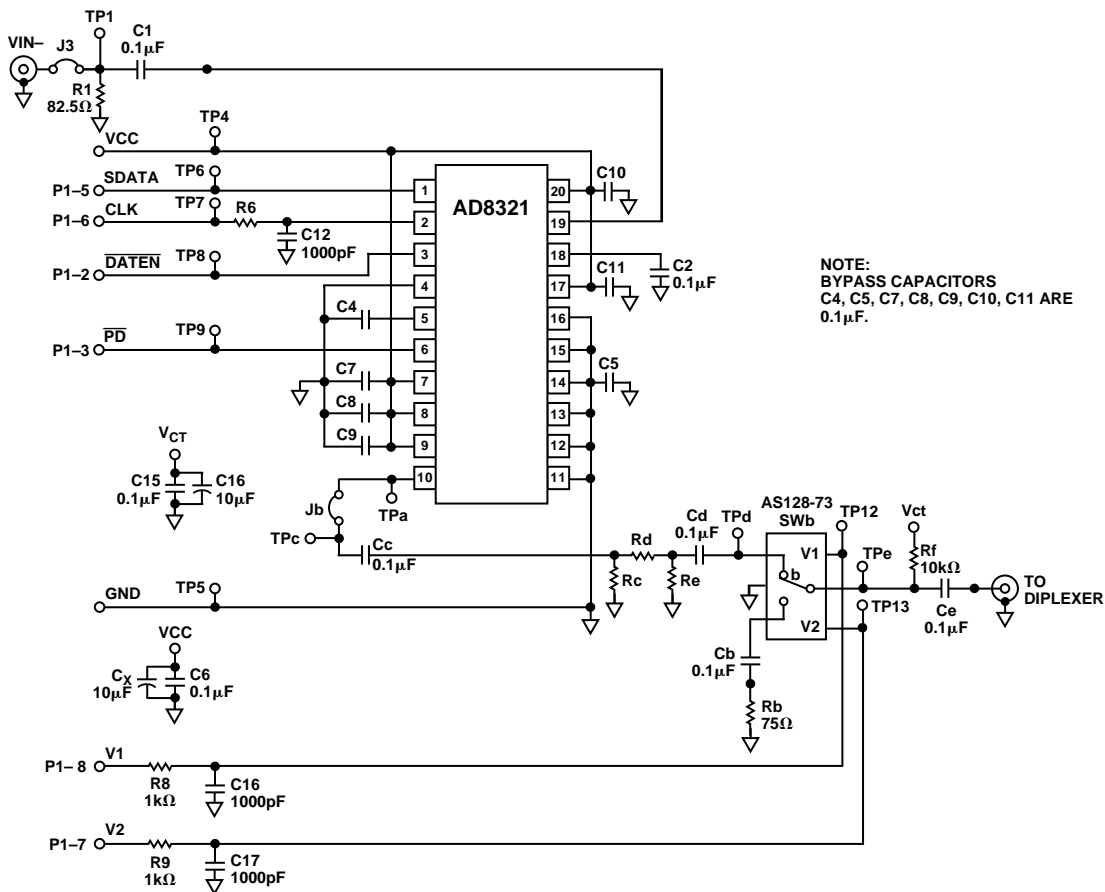 TP1
C1
0.1μF
VIN–
J3
R1
82.5Ω
VCC
TP4
TP6
P1–5
SDATA
TP7
P1–6
CLK
R6
C12
1000pF
TP8
P1–2
DATEN
TP9
P1–3
PD
C4
C7
C8
C9
AD8321
1
2
3
4
5
6
7
8
9
10
20
19
18
17
16
15
14
13
12
11
C10
C11
C2
0.1μF
C5
NOTE:
BYPASS CAPACITORS
C4, C5, C7, C8, C9, C10, C11 ARE
0.1μF.
VCT
C15
0.1μF
C16
10μF
Jb
TPa
TPc
Cc
0.1μF
Rc
Rd
Re
Cd
0.1μF
TPd
AS128-73
SWb
V1
b
V2
TP12
TPe
TP13
Vct
Rf
10kΩ
Ce
0.1μF
TO
DIPLEXER
Cb
0.1μF
Rb
75Ω
TP5
GND
VCC
CX
10μF
C6
0.1μF
P1–8
V1
R8
1kΩ
C16
1000pF
P1–7
V2
R9
1kΩ
C17
1000pF